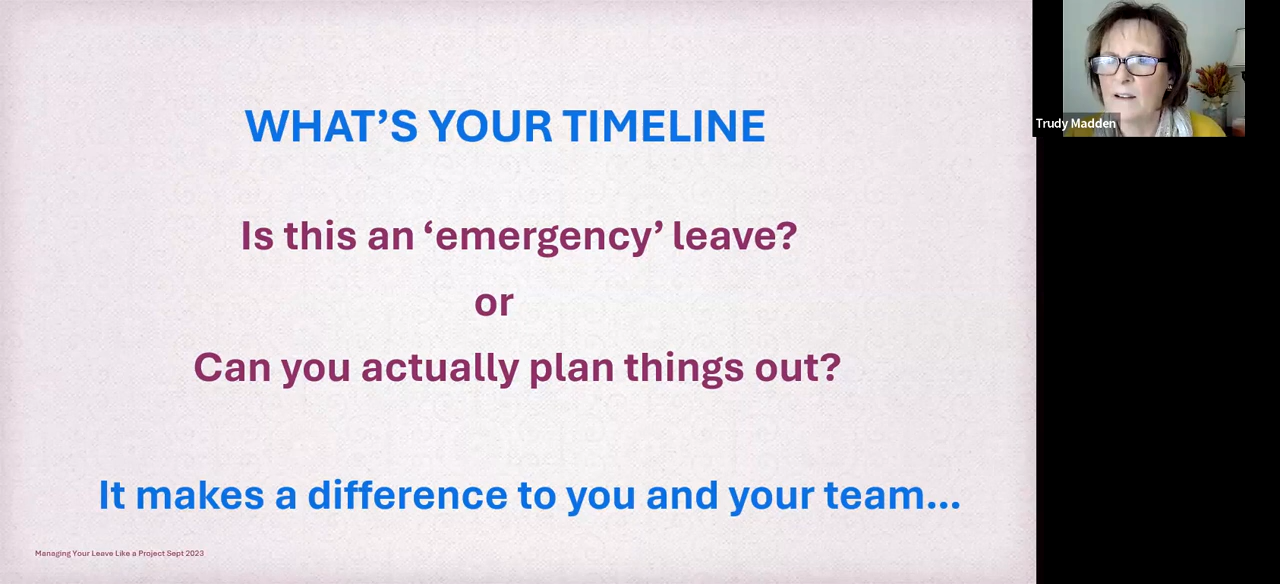 WHAT’S YOUR TIMELINE
Is this an ‘emergency’ leave?
or
Can you actually plan things out?
It makes a difference to you and your team...
Managing Your Leave Like a Project Sept 2023
Trudy Madden